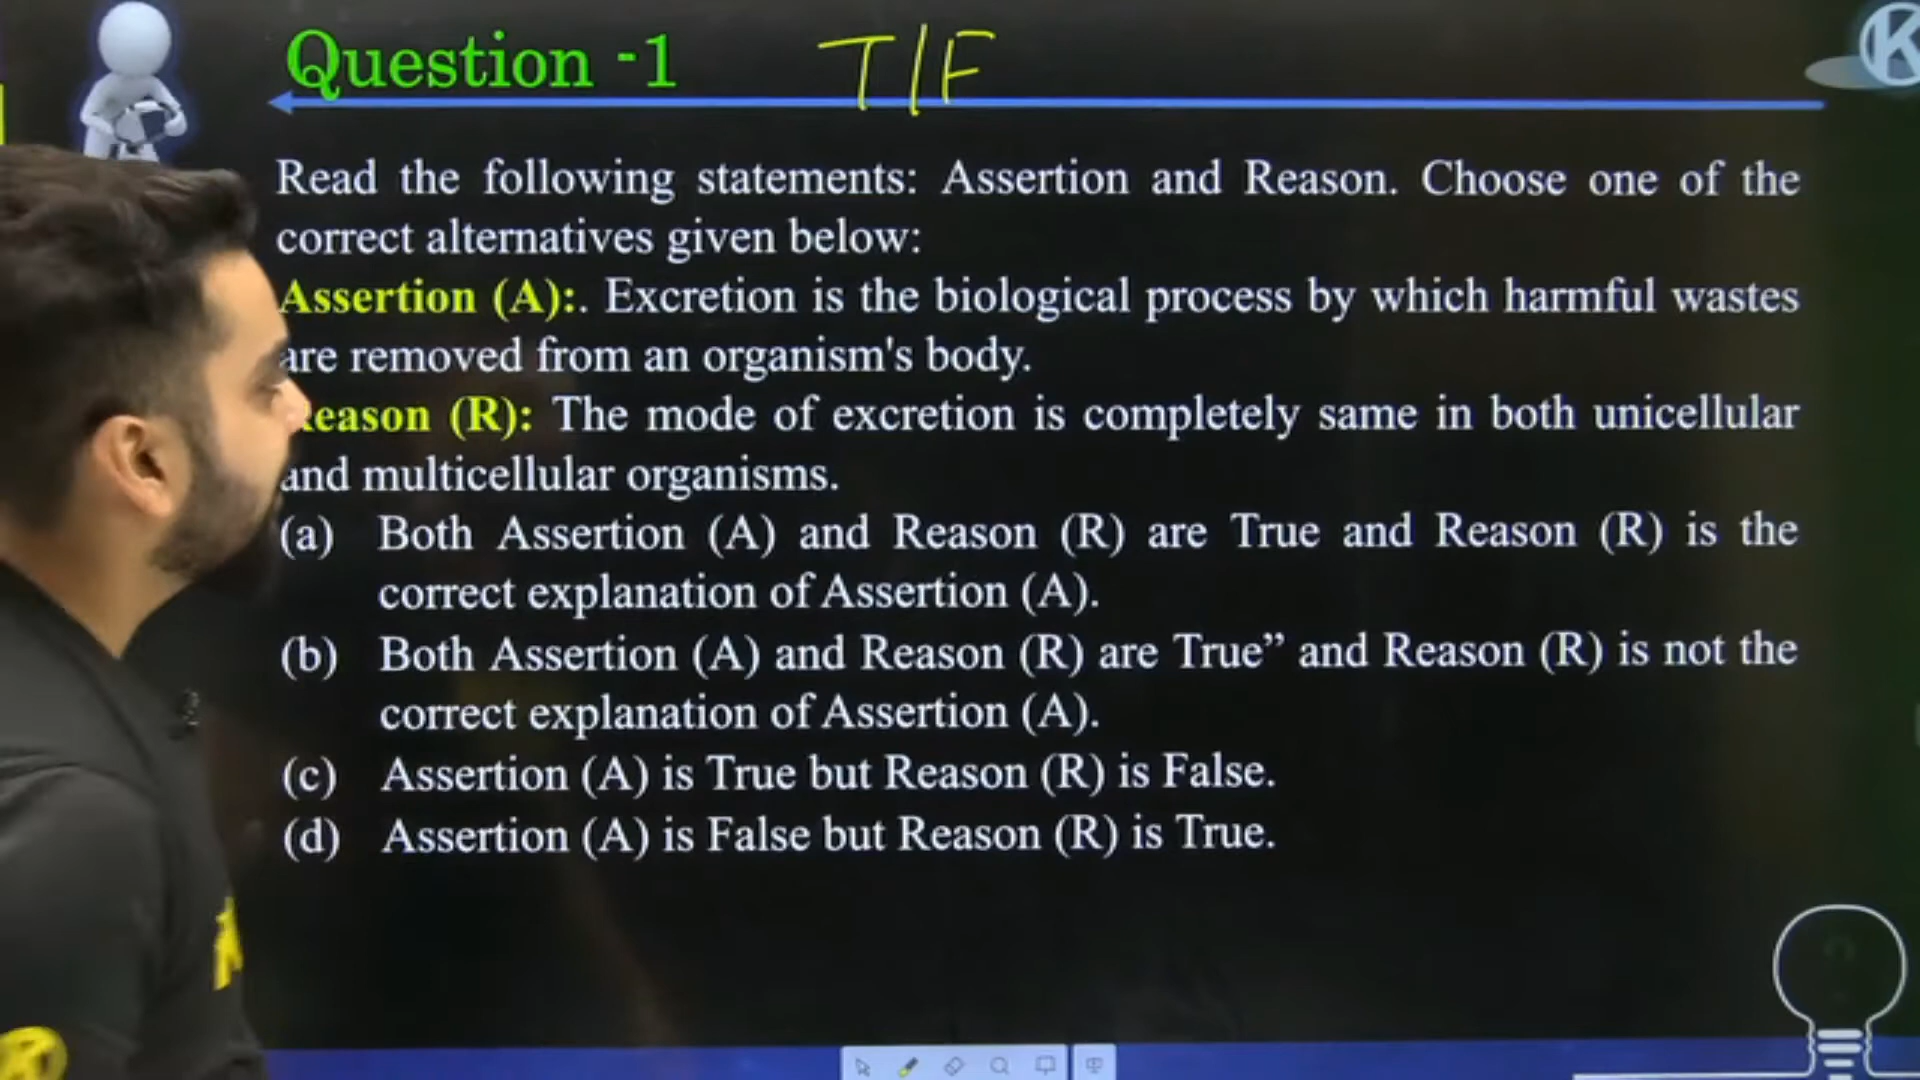 Question -1 T/F
K
Read the following statements: Assertion and Reason. Choose one of the
correct alternatives given below:
Assertion (A):. Excretion is the biological process by which harmful wastes
are removed from an organism's body.
Reason (R): The mode of excretion is completely same in both unicellular
and multicellular organisms.
(a) Both Assertion (A) and Reason (R) are True and Reason (R) is the
correct explanation of Assertion (A).
(b) Both Assertion (A) and Reason (R) are True” and Reason (R) is not the
correct explanation of Assertion (A).
(c) Assertion (A) is True but Reason (R) is False.
(d) Assertion (A) is False but Reason (R) is True.